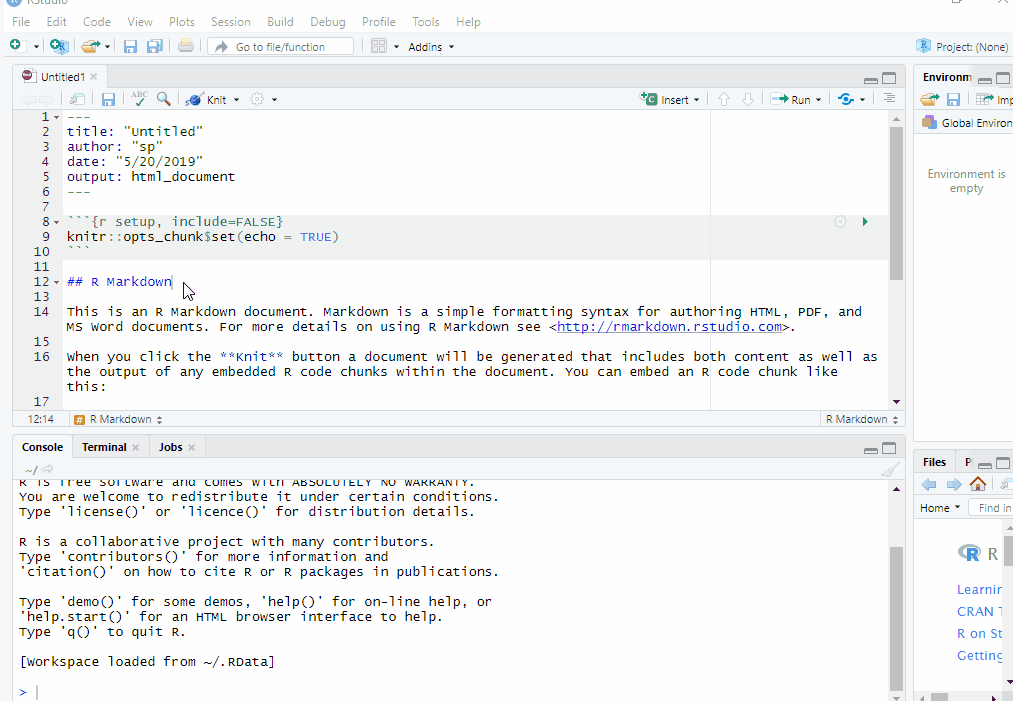 RStudio
File Edit Code View Plots Session Build Debug Profile Tools Help
Go to file/function Addins Project: (None)
Untitled1
ABC Knit Insert Run
1 ---
2 title: "Untitled"
3 author: "sp"
4 date: "5/20/2019"
5 output: html_document
6 ---
7
8 ```{r setup, include=FALSE}
9 knitr::opts_chunk$set(echo = TRUE)
10 ```
11
12 ## R Markdown
13
14 This is an R Markdown document. Markdown is a simple formatting syntax for authoring HTML, PDF, and
MS Word documents. For more details on using R Markdown see <http://rmarkdown.rstudio.com>.
15
16 When you click the **Knit** button a document will be generated that includes both content as well as
the output of any embedded R code chunks within the document. You can embed an R code chunk like
this:
17
12:14 # R Markdown R Markdown
Console Terminal Jobs
~/
R is free software and comes with ABSOLUTELY NO WARRANTY.
You are welcome to redistribute it under certain conditions.
Type 'license()' or 'licence()' for distribution details.
R is a collaborative project with many contributors.
Type 'contributors()' for more information and
'citation()' on how to cite R or R packages in publications.
Type 'demo()' for some demos, 'help()' for on-line help, or
'help.start()' for an HTML browser interface to help.
Type 'q()' to quit R.
[Workspace loaded from ~/.RData]
>
Environm
Imp
Global Environ
Environment is
empty
Files P
Home Find in
R R
Learnin
CRAN T
R on St
Getting